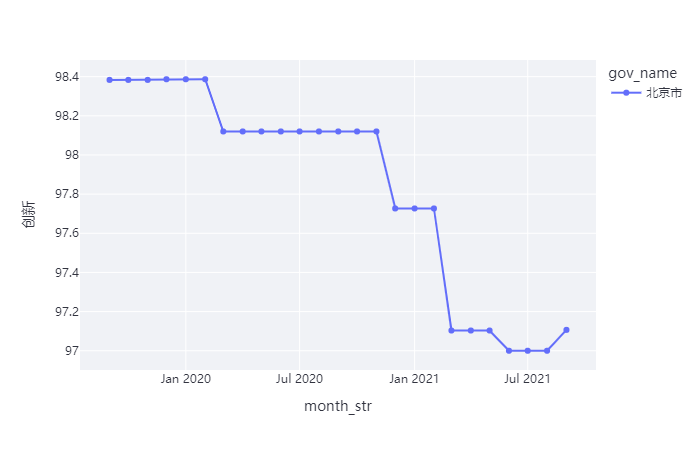 98.4
98.2
98
97.8
97.6
97.4
97.2
97
创新
Jan 2020
Jul 2020
Jan 2021
Jul 2021
month_str
gov_name
北京市